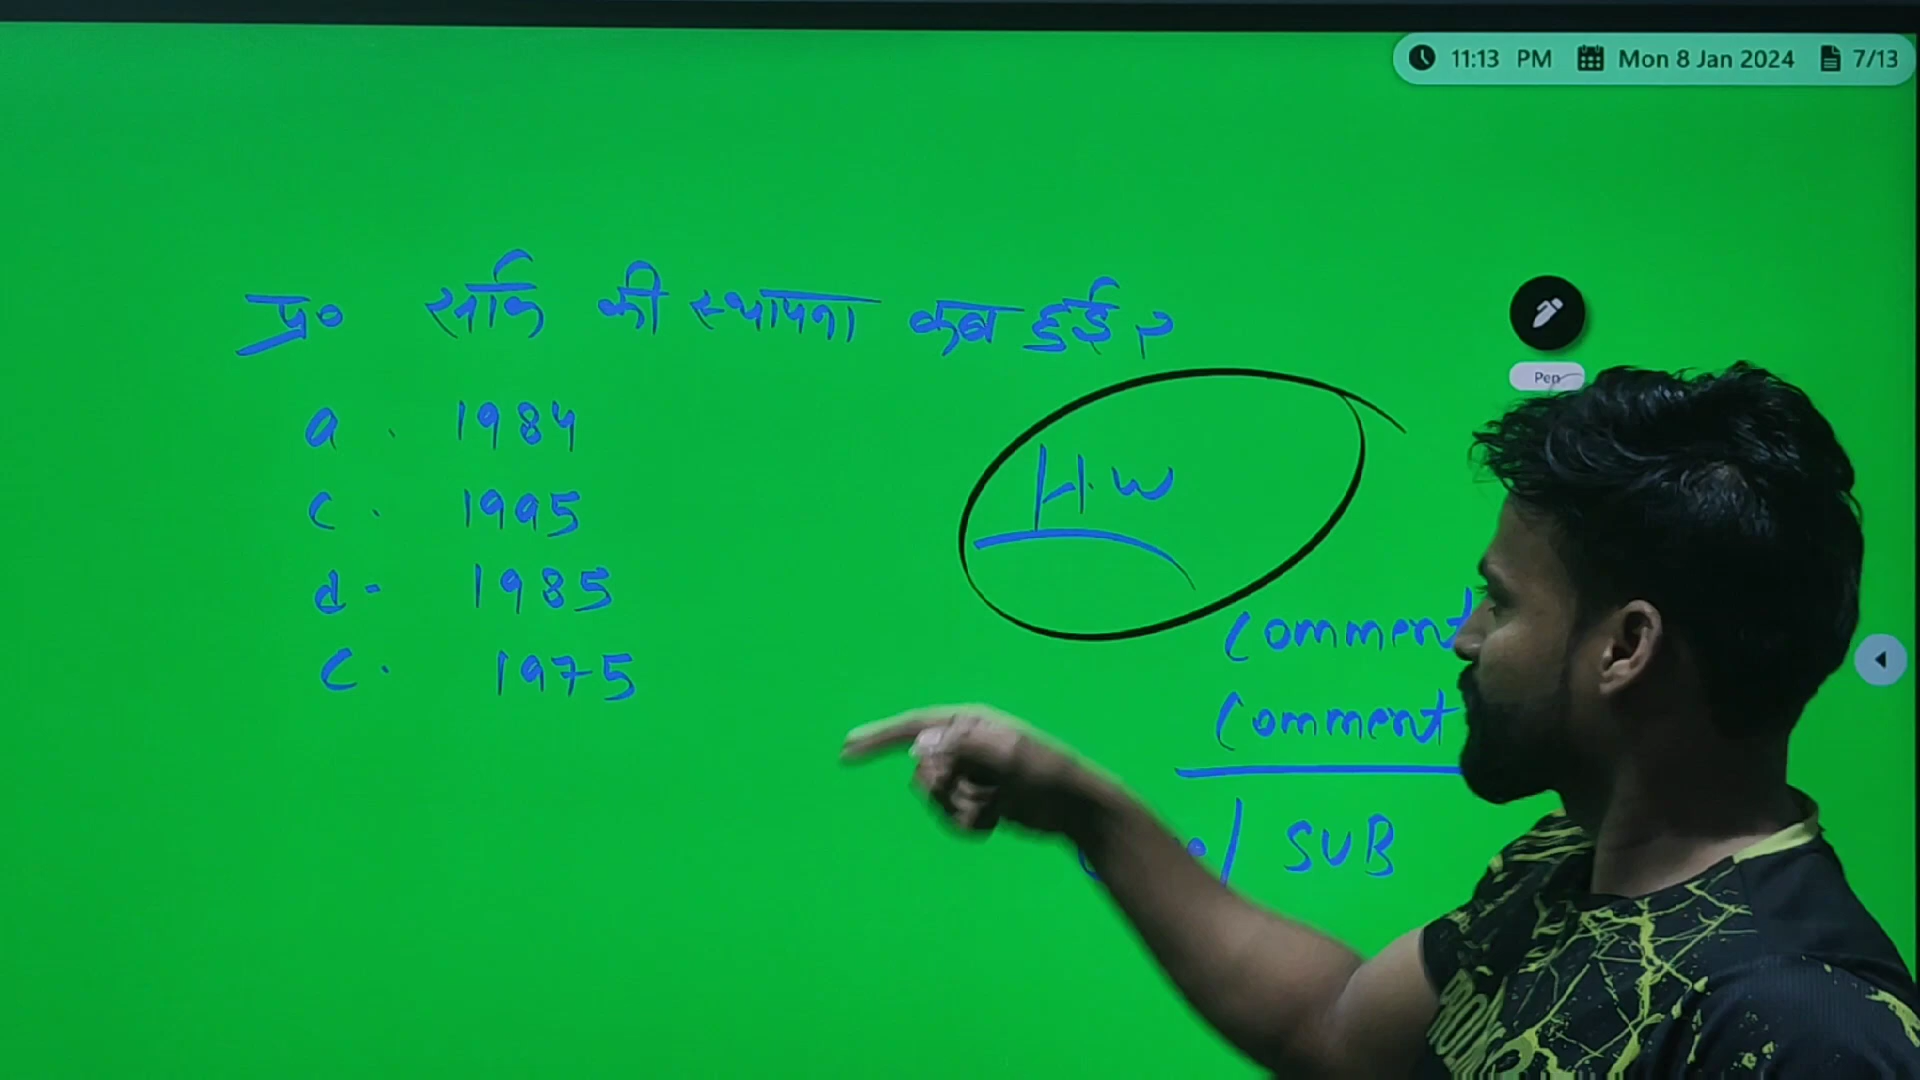 11:13 PM Mon 8 Jan 2024 7/13
Pen
प्र० सार्क की स्थापना कब हुई ?
a. 1984
c. 1995
d- 1985
c. 1975
H.W
Comment
Comment
SUB